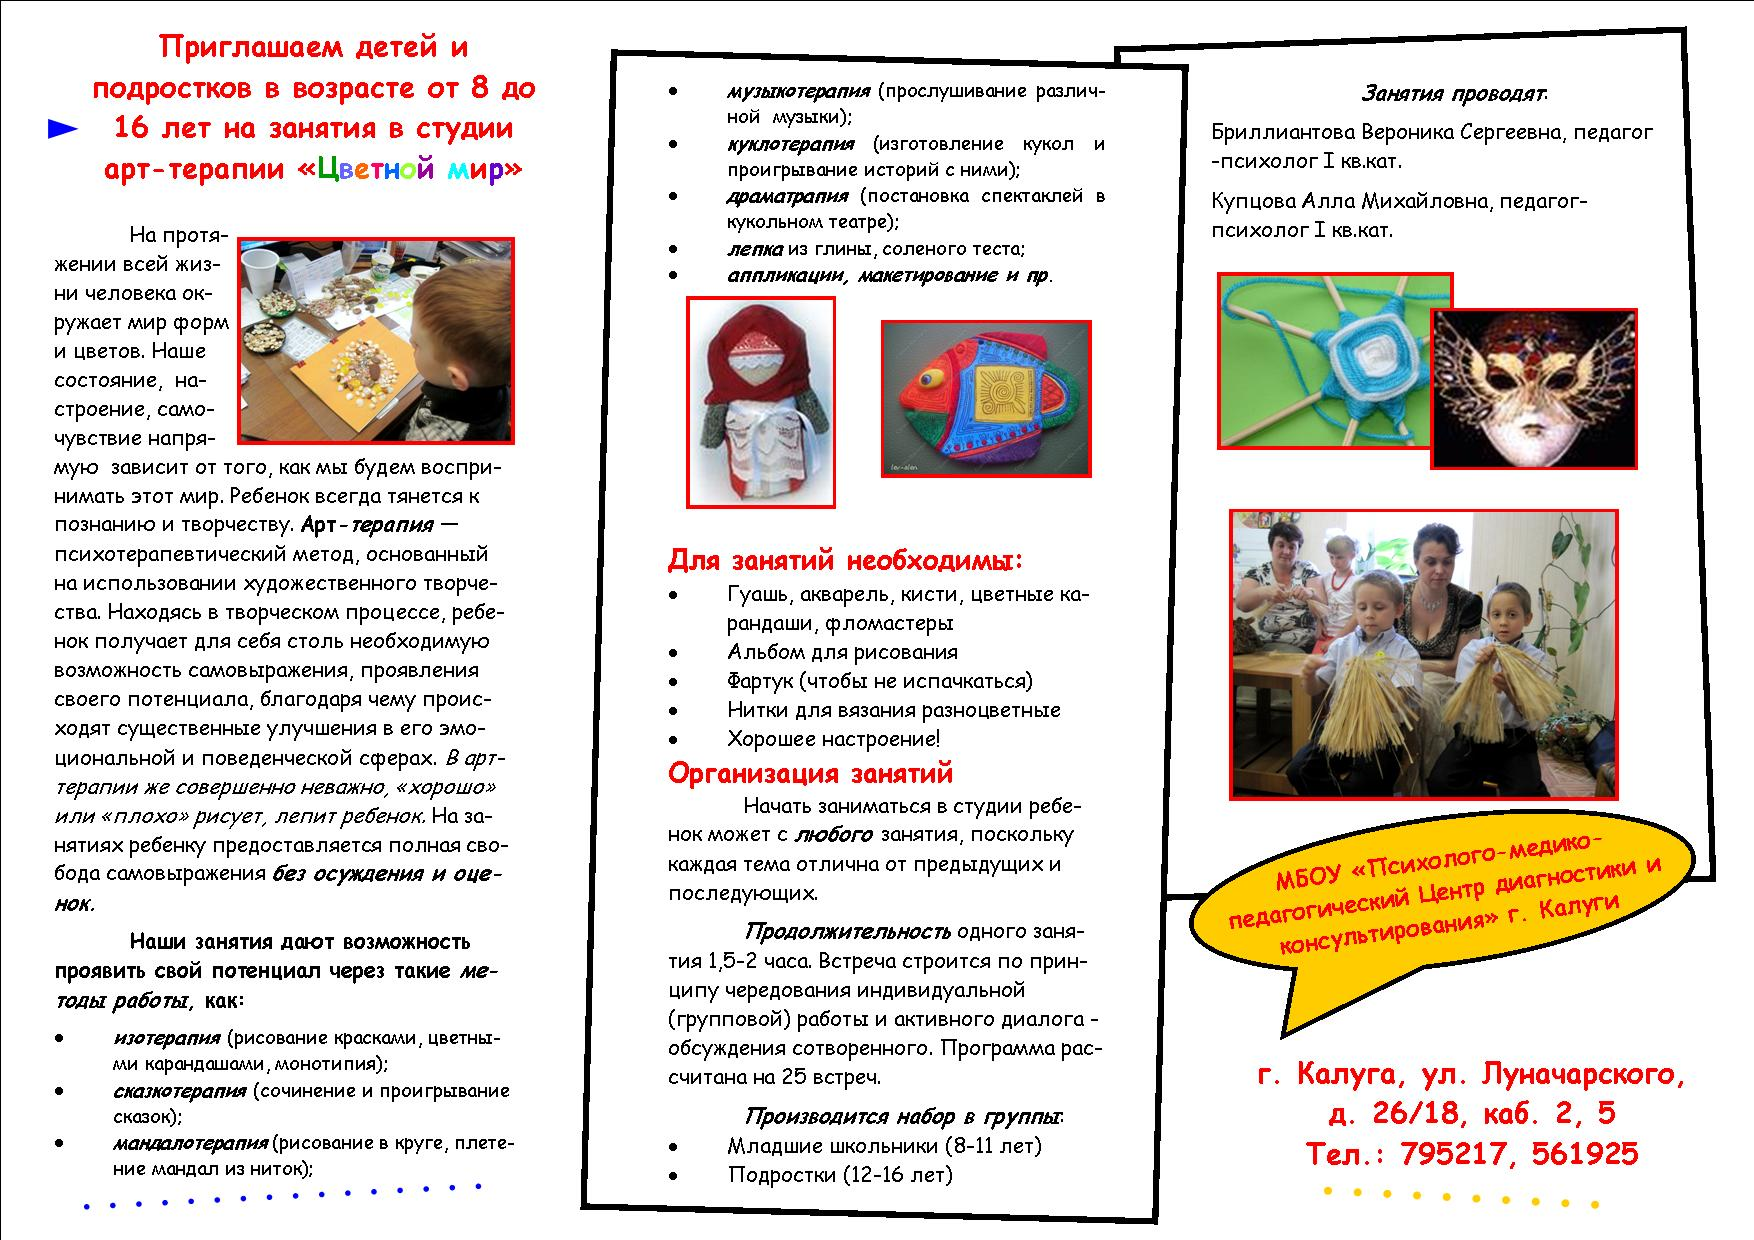 Приглашаем детей и
подростков в возрасте от 8 до
16 лет на занятия в студии
арт-терапии «Цветной мир»
На протя-
жении всей жиз-
ни человека ок-
ружает мир форм
и цветов. Наше
состояние, на-
строение, само-
чувствие напря-
мую зависит от того, как мы будем воспри-
нимать этот мир. Ребенок всегда тянется к
познанию и творчеству. Арт-терапия —
психотерапевтический метод, основанный
на использовании художественного творче-
ства. Находясь в творческом процессе, ребе-
нок получает для себя столь необходимую
возможность самовыражения, проявления
своего потенциала, благодаря чему проис-
ходят существенные улучшения в его эмо-
циональной и поведенческой сферах. В арт-
терапии же совершенно неважно, «хорошо»
или «плохо» рисует, лепит ребенок. На за-
нятиях ребенку предоставляется полная сво-
бода самовыражения без осуждения и оце-
нок.
Наши занятия дают возможность
проявить свой потенциал через такие ме-
тоды работы, как:
• изотерапия (рисование красками, цветны-
ми карандашами, монотипия);
• сказкотерапия (сочинение и проигрывание
сказок);
• мандалотерапия (рисование в круге, плете-
ние мандал из ниток);
• музыкотерапия (прослушивание различ-
ной музыки);
• куклотерапия (изготовление кукол и
проигрывание историй с ними);
• драматрапия (постановка спектаклей в
кукольном театре);
• лепка из глины, соленого теста;
• аппликации, макетирование и пр.
ler-alen
Для занятий необходимы:
• Гуашь, акварель, кисти, цветные ка-
рандаши, фломастеры
• Альбом для рисования
• Фартук (чтобы не испачкаться)
• Нитки для вязания разноцветные
• Хорошее настроение!
Организация занятий
Начать заниматься в студии ребе-
нок может с любого занятия, поскольку
каждая тема отлична от предыдущих и
последующих.
Продолжительность одного заня-
тия 1,5-2 часа. Встреча строится по прин-
ципу чередования индивидуальной
(групповой) работы и активного диалога -
обсуждения сотворенного. Программа рас-
считана на 25 встреч.
Производится набор в группы:
• Младшие школьники (8-11 лет)
• Подростки (12-16 лет)
Занятия проводят:
Бриллиантова Вероника Сергеевна, педагог
-психолог I кв.кат.
Купцова Алла Михайловна, педагог-
психолог I кв.кат.
МБОУ «Психолого-медико-
педагогический Центр диагностики и
консультирования» г. Калуги
г. Калуга, ул. Луначарского,
д. 26/18, каб. 2, 5
Тел.: 795217, 561925